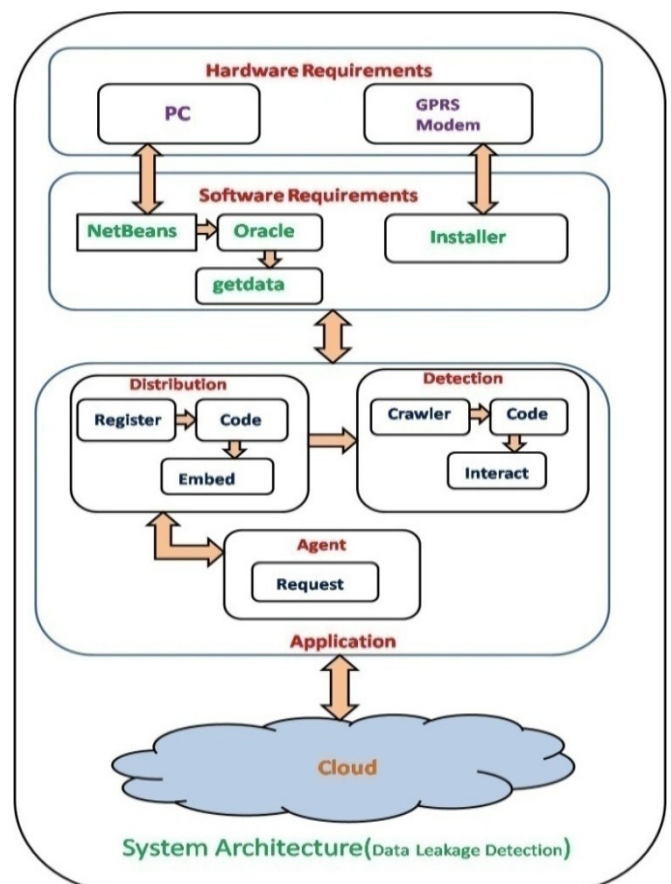 Hardware Requirements
PC
GPRS
Modem
Software Requirements
NetBeans
Oracle
Installer
getdata
Distribution
Detection
Register
Code
Crawler
Code
Embed
Interact
Agent
Request
Application
Cloud
System Architecture(Data Leakage Detection)